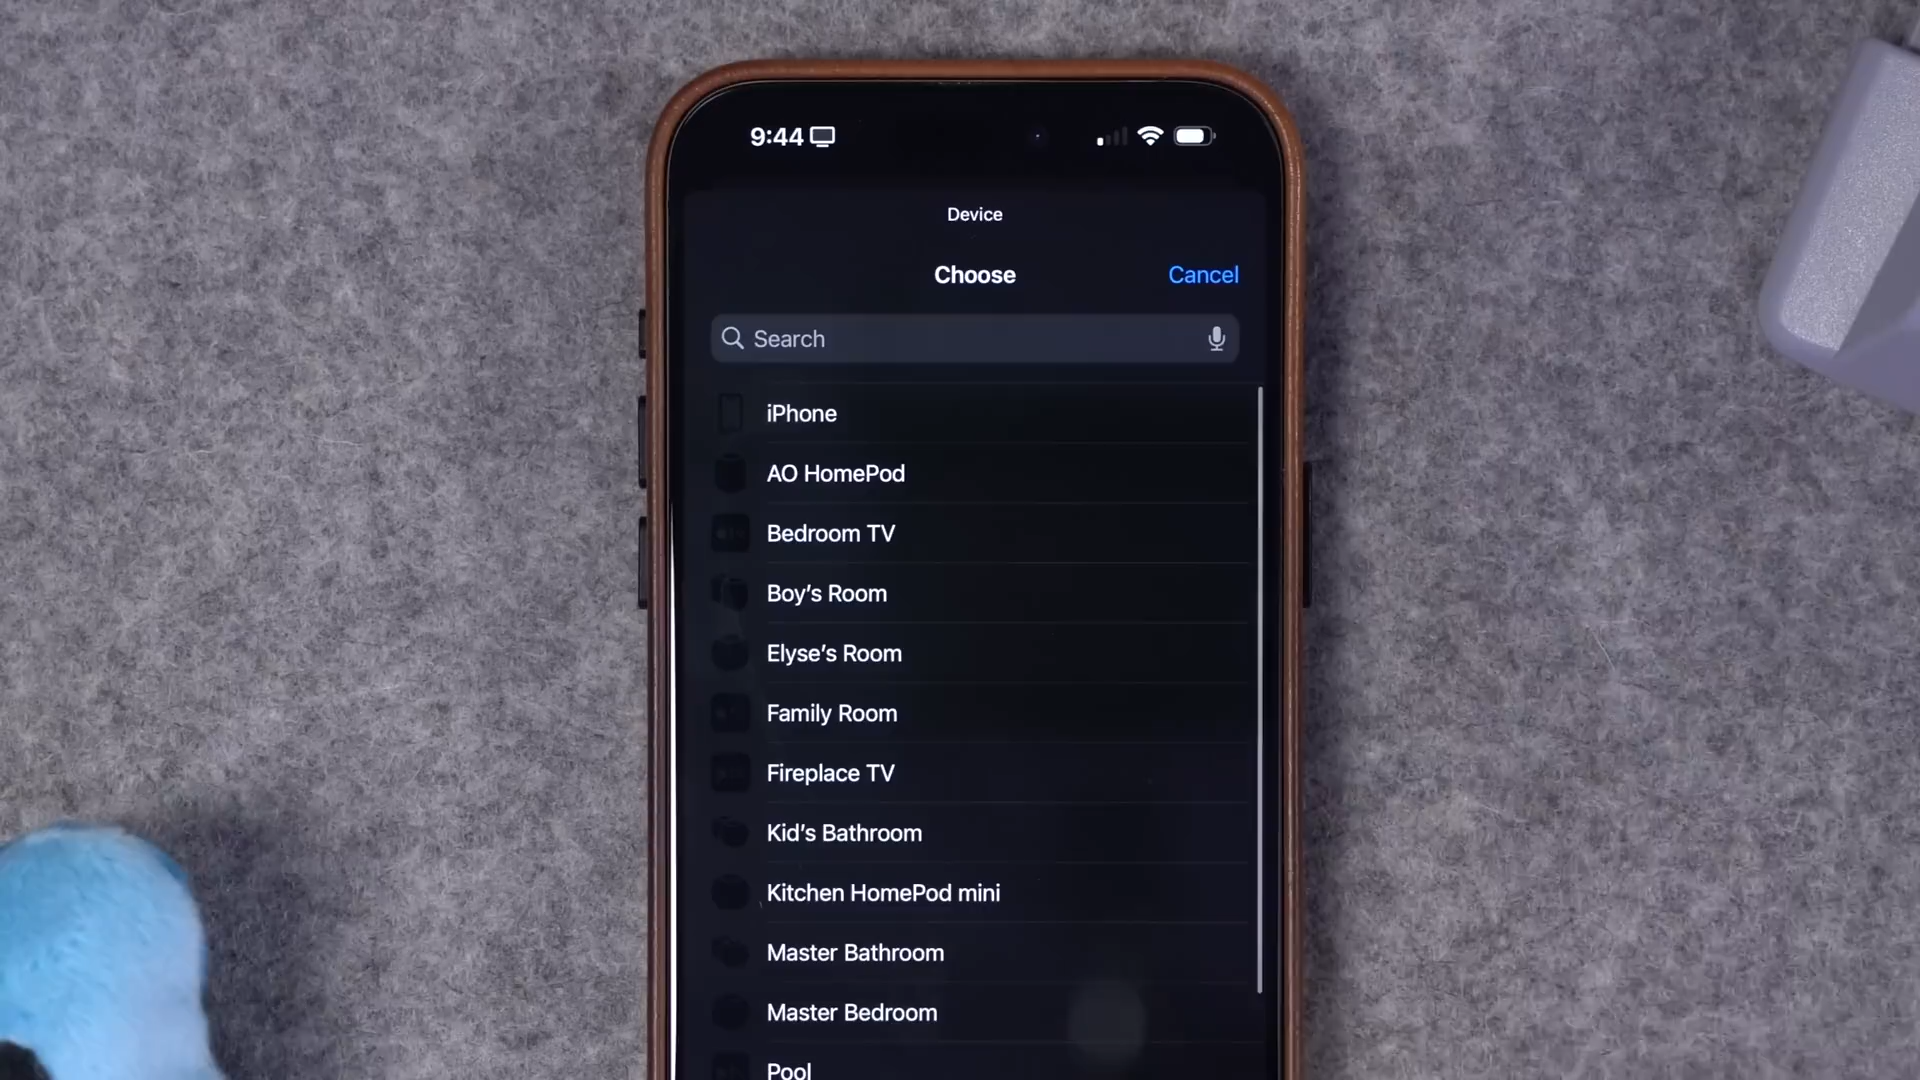 9:44
Device
Choose
Cancel
Search
iPhone
AO HomePod
Bedroom TV
Boy's Room
Elyse's Room
Family Room
Fireplace TV
Kid's Bathroom
Kitchen HomePod mini
Master Bathroom
Master Bedroom
Pool